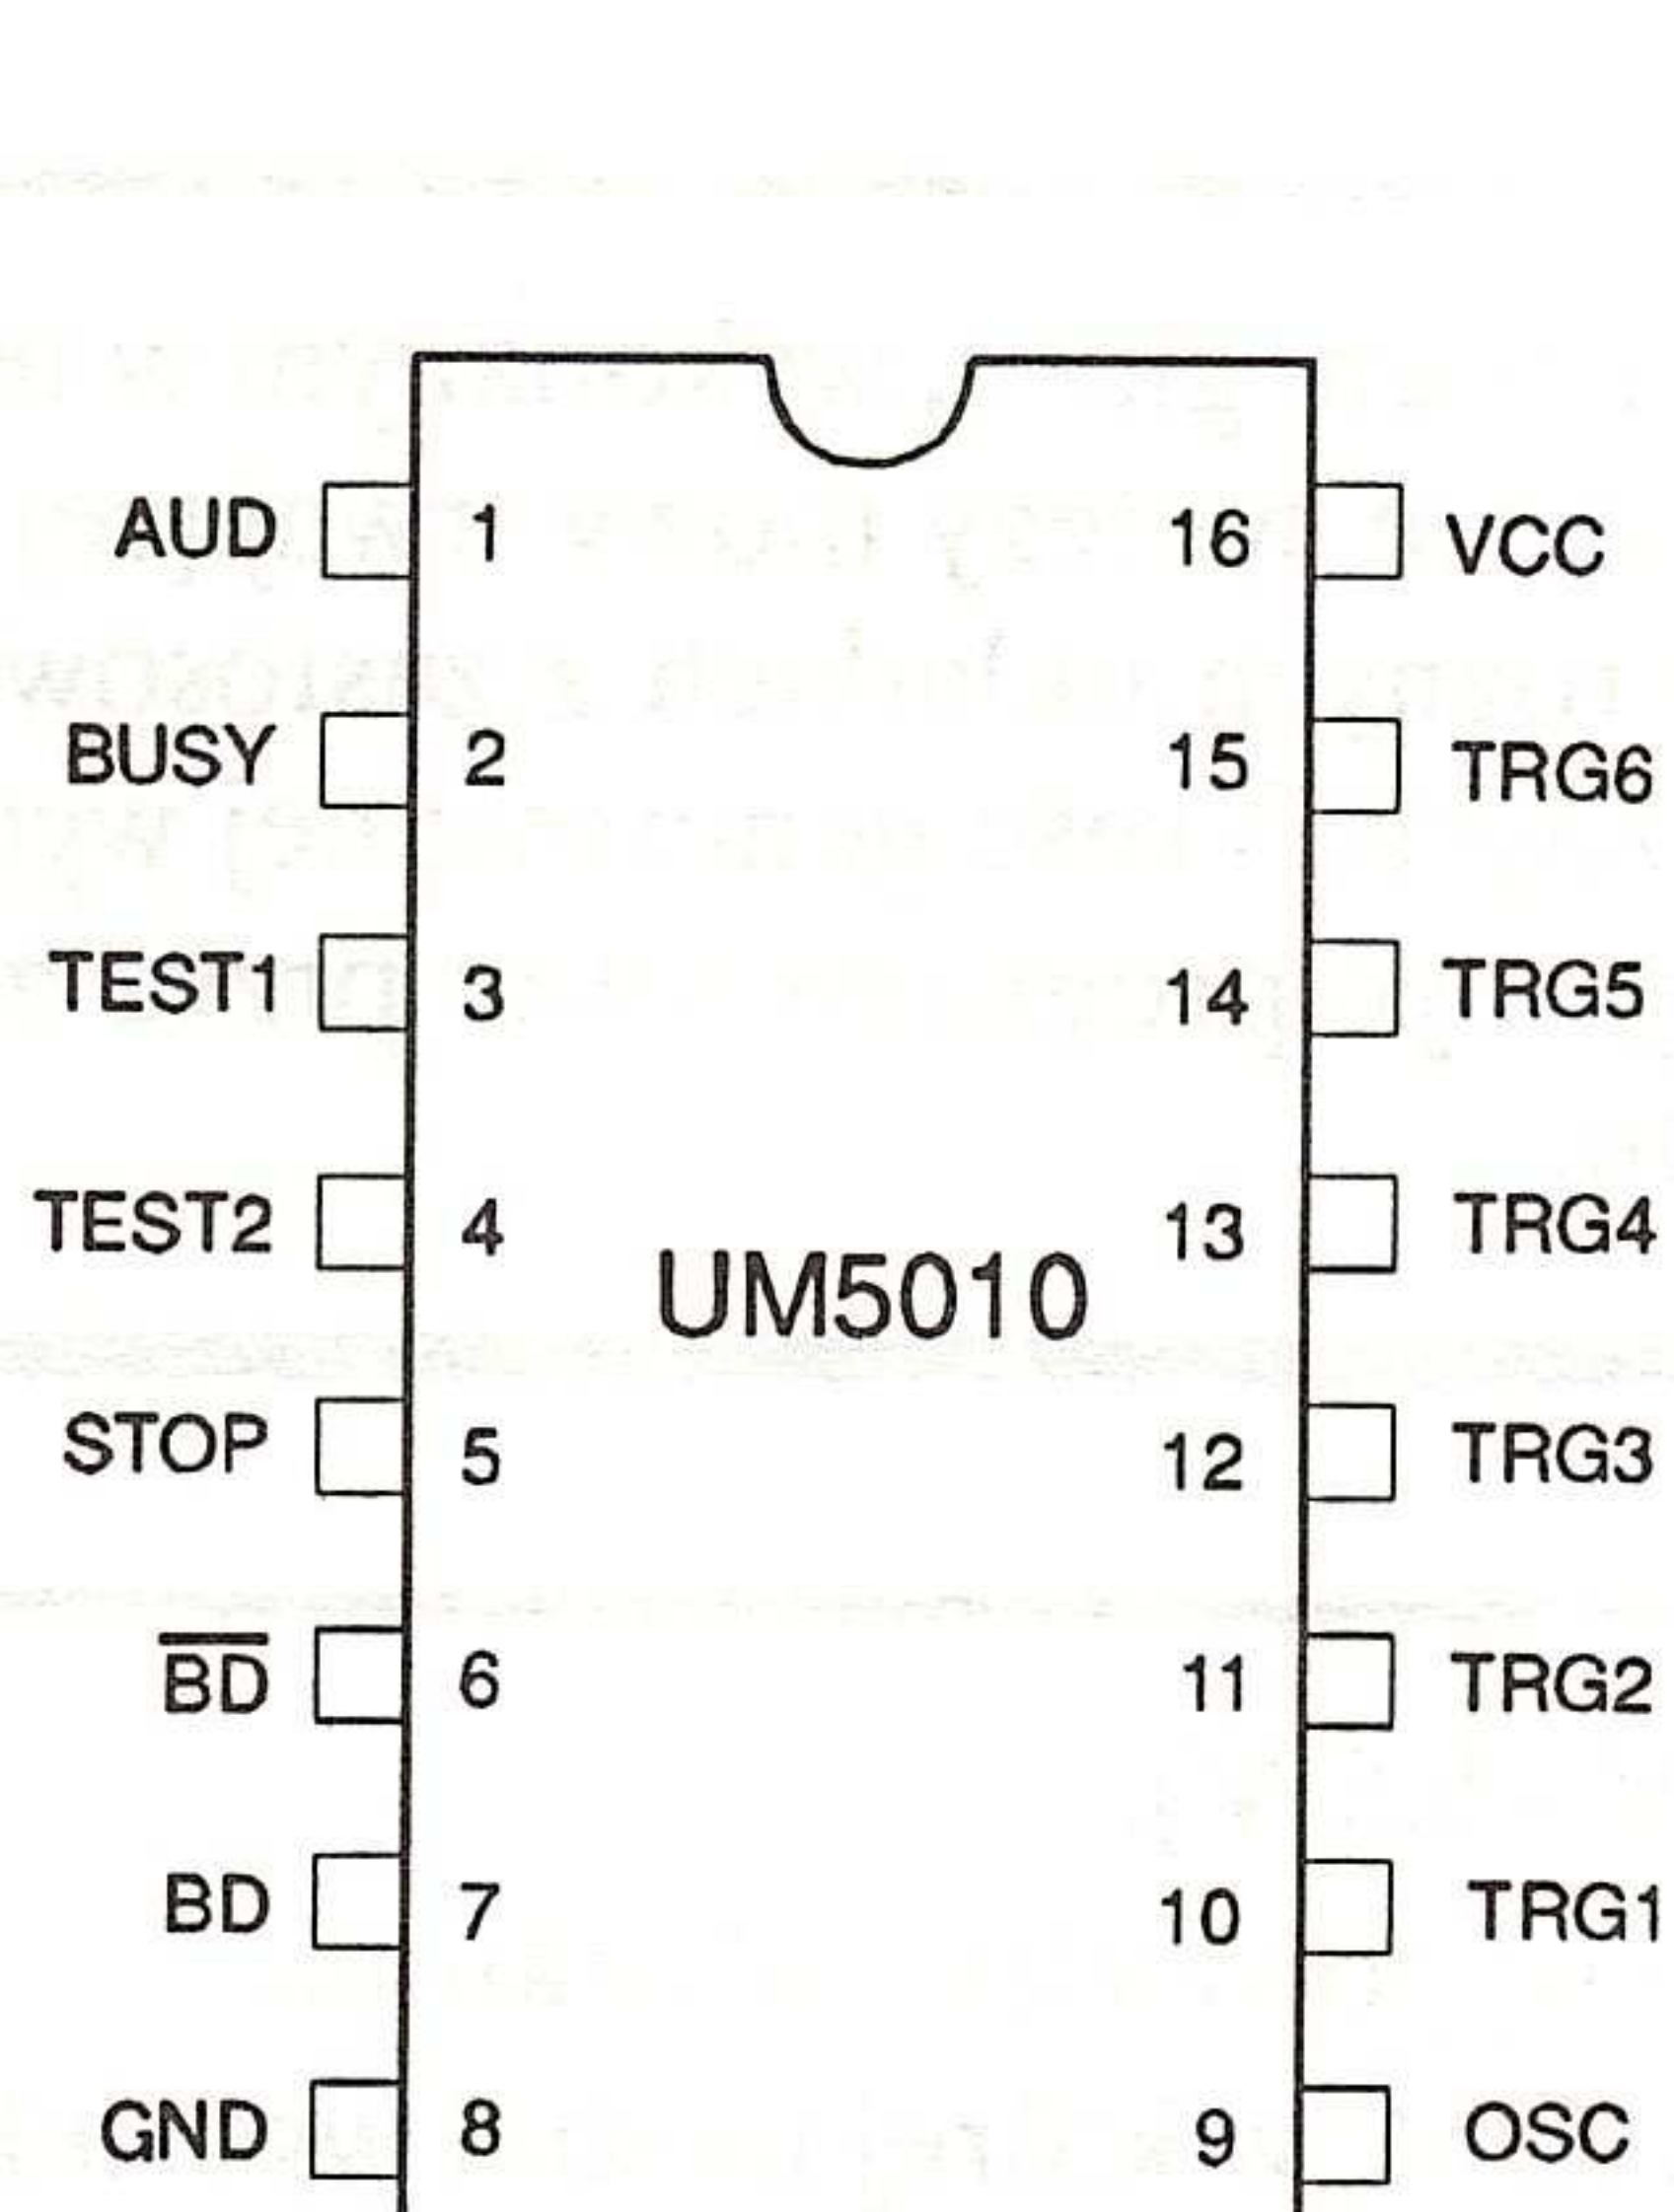 AUD 1 16 VCC
BUSY 2 15 TRG6
TEST1 3 14 TRG5
TEST2 4 13 TRG4
UM5010
STOP 5 12 TRG3
B̅D̅ 6 11 TRG2
BD 7 10 TRG1
GND 8 9 OSC